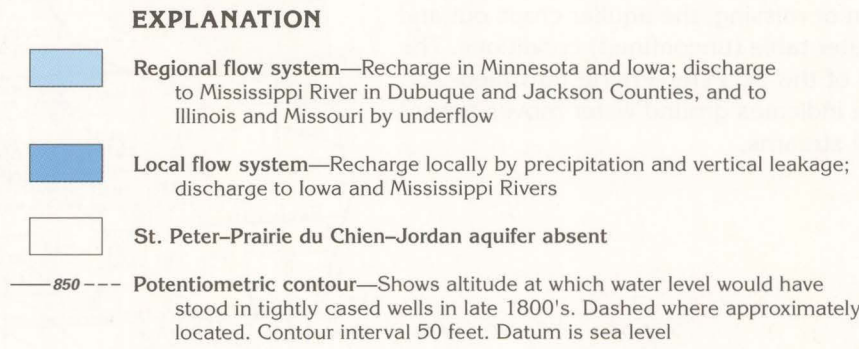 EXPLANATION
Regional flow system—Recharge in Minnesota and Iowa; discharge
to Mississippi River in Dubuque and Jackson Counties, and to
Illinois and Missouri by underflow
Local flow system—Recharge locally by precipitation and vertical leakage;
discharge to Iowa and Mississippi Rivers
St. Peter–Prairie du Chien–Jordan aquifer absent
850 Potentiometric contour—Shows altitude at which water level would have
stood in tightly cased wells in late 1800's. Dashed where approximately
located. Contour interval 50 feet. Datum is sea level